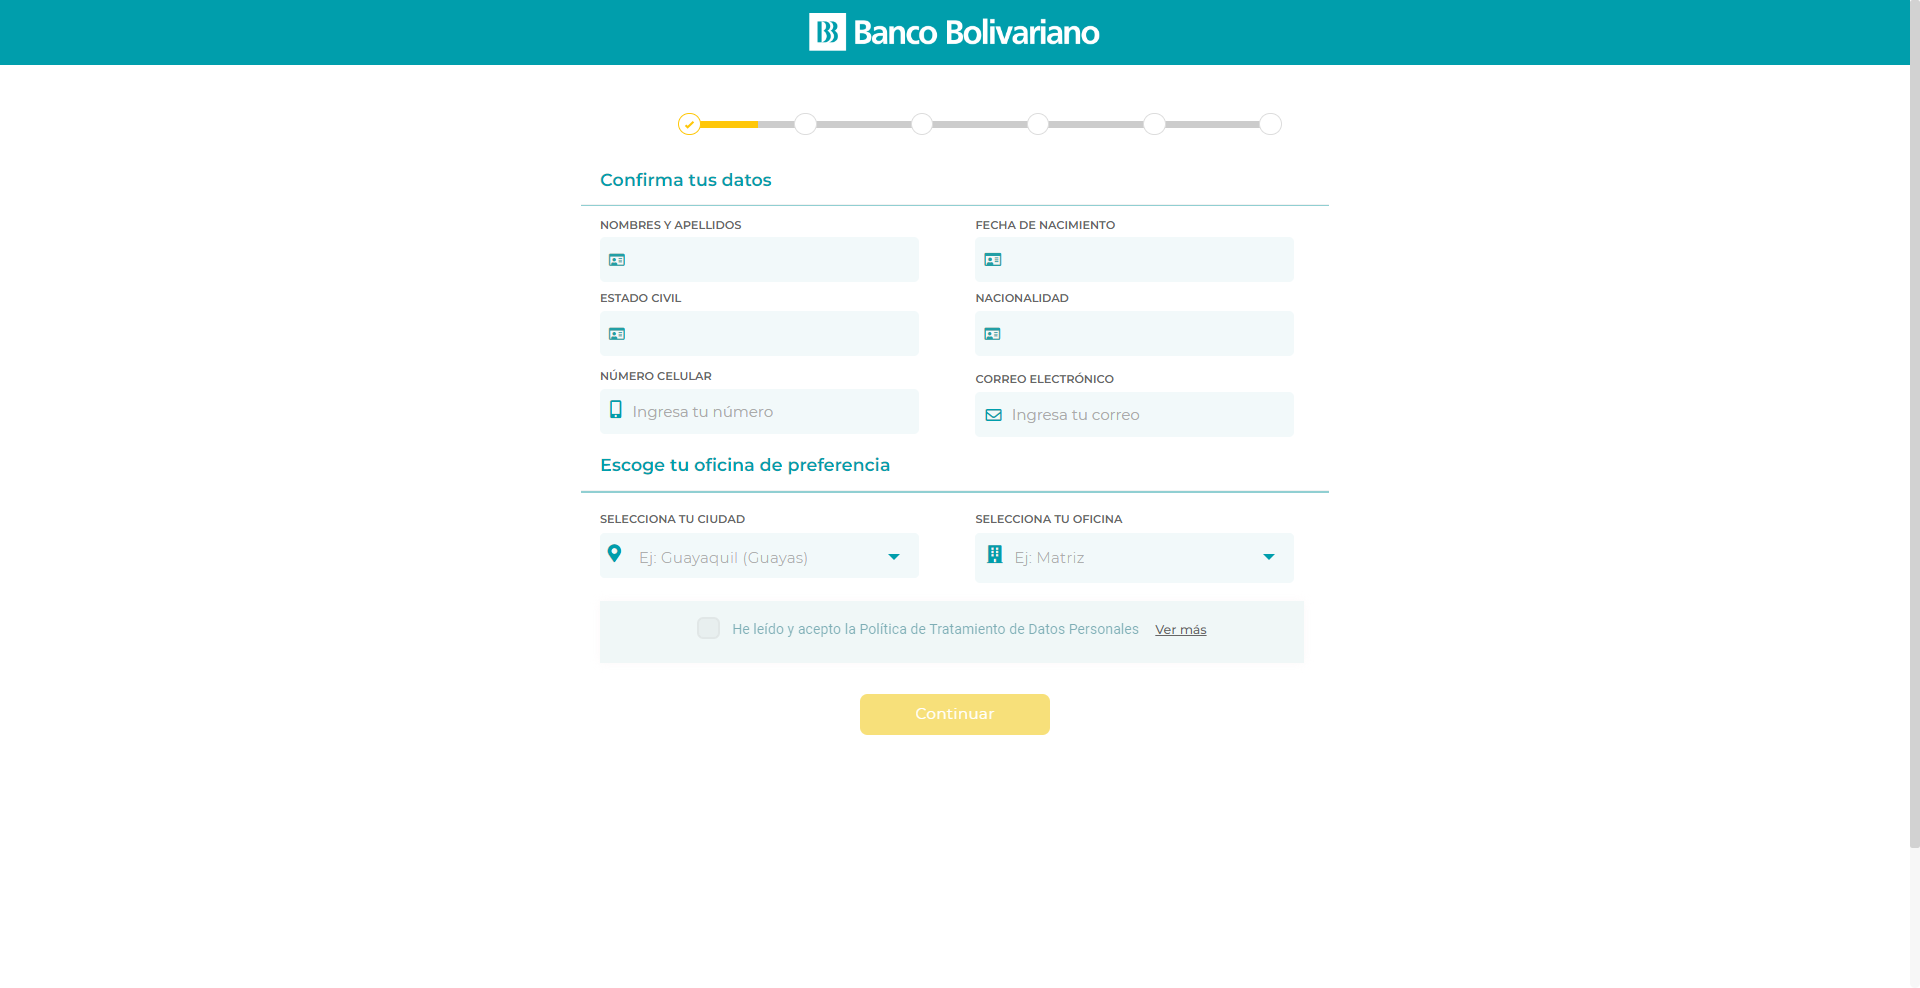 Banco Bolivariano
Confirma tus datos
NOMBRES Y APELLIDOS
FECHA DE NACIMIENTO
ESTADO CIVIL
NACIONALIDAD
NÚMERO CELULAR
CORREO ELECTRÓNICO
Ingresa tu número
Ingresa tu correo
Escoge tu oficina de preferencia
SELECCIONA TU CIUDAD
SELECCIONA TU OFICINA
Ej: Guayaquil (Guayas)
Ej: Matriz
He leído y acepto la Política de Tratamiento de Datos Personales Ver más
Continuar